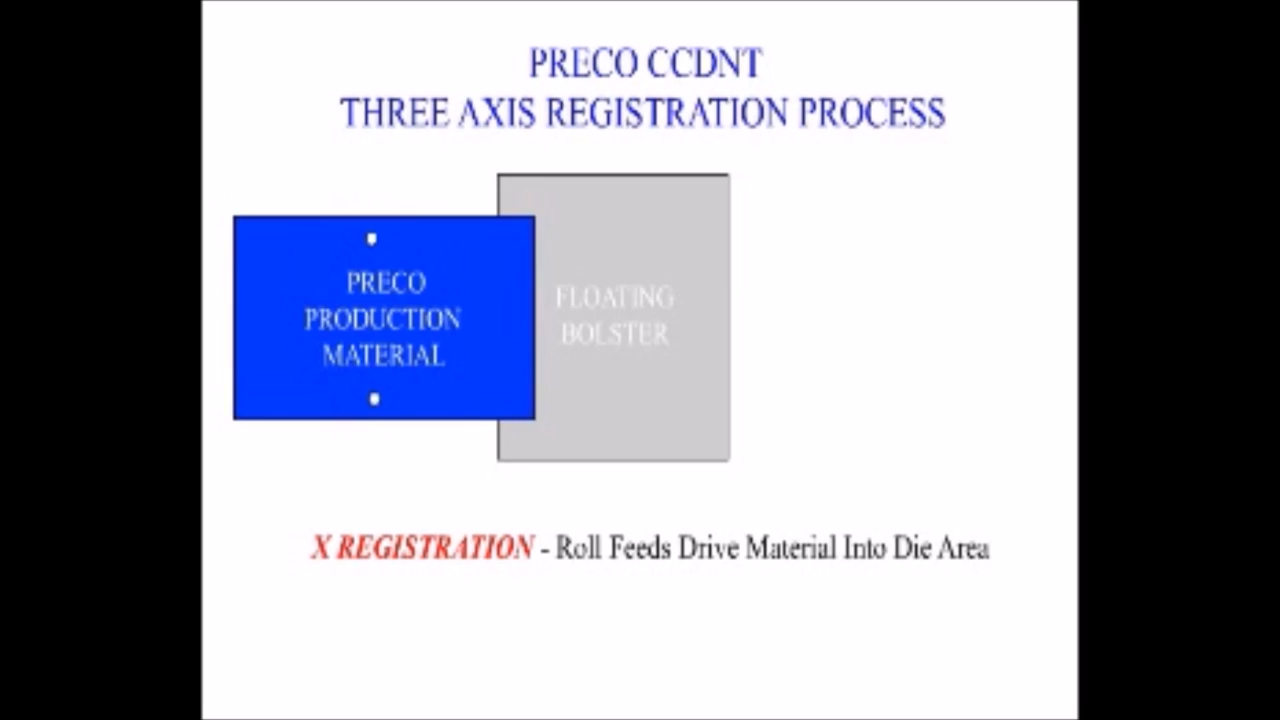 PRECO CCDNT
THREE AXIS REGISTRATION PROCESS
PRECO
PRODUCTION
MATERIAL
FLOATING
BOLSTER
X REGISTRATION - Roll Feeds Drive Material Into Die Area